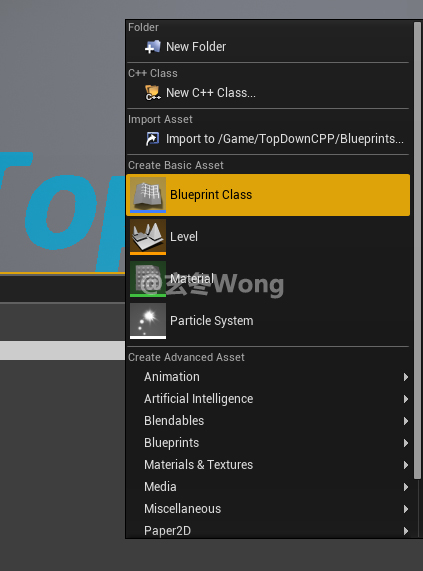 Folder
New Folder
C++ Class
New C++ Class...
Import Asset
Import to /Game/TopDownCPP/Blueprints...
Create Basic Asset
Blueprint Class
Level
Material
@玄冬Wong
Particle System
Create Advanced Asset
Animation
Artificial Intelligence
Blendables
Blueprints
Materials & Textures
Media
Miscellaneous
Paper2D
Top